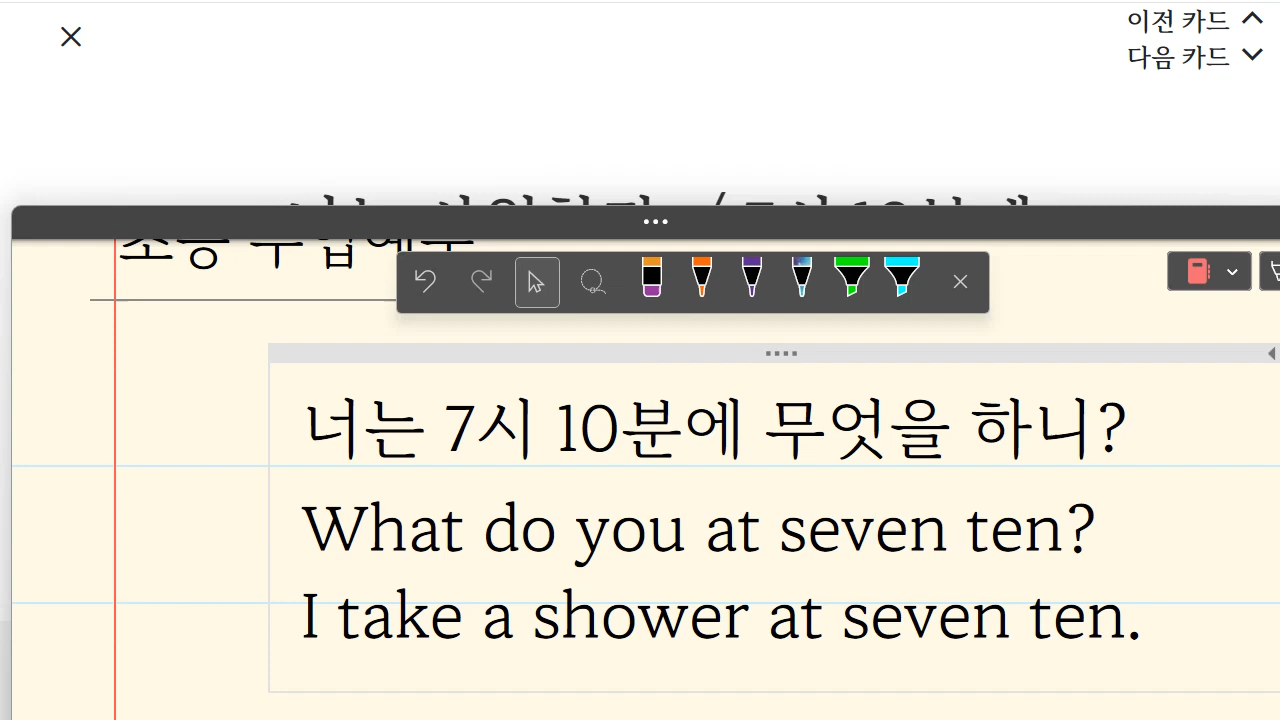 이전 카드
다음 카드
너는 7시 10분에 무엇을 하니?
What do you at seven ten?
I take a shower at seven ten.